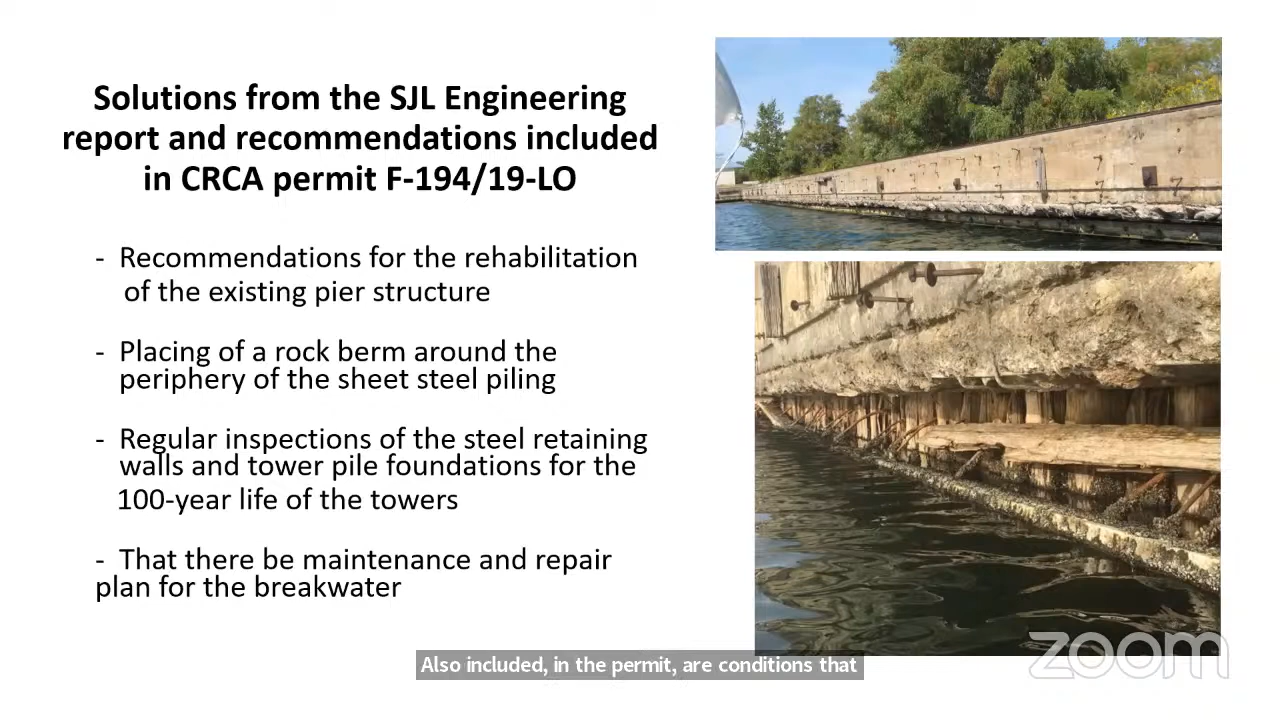 Solutions from the SJL Engineering
report and recommendations included
in CRCA permit F-194/19-LO
- Recommendations for the rehabilitation
of the existing pier structure
- Placing of a rock berm around the
periphery of the sheet steel piling
- Regular inspections of the steel retaining
walls and tower pile foundations for the
100-year life of the towers
- That there be maintenance and repair
plan for the breakwater
Also included, in the permit, are conditions that
zoom